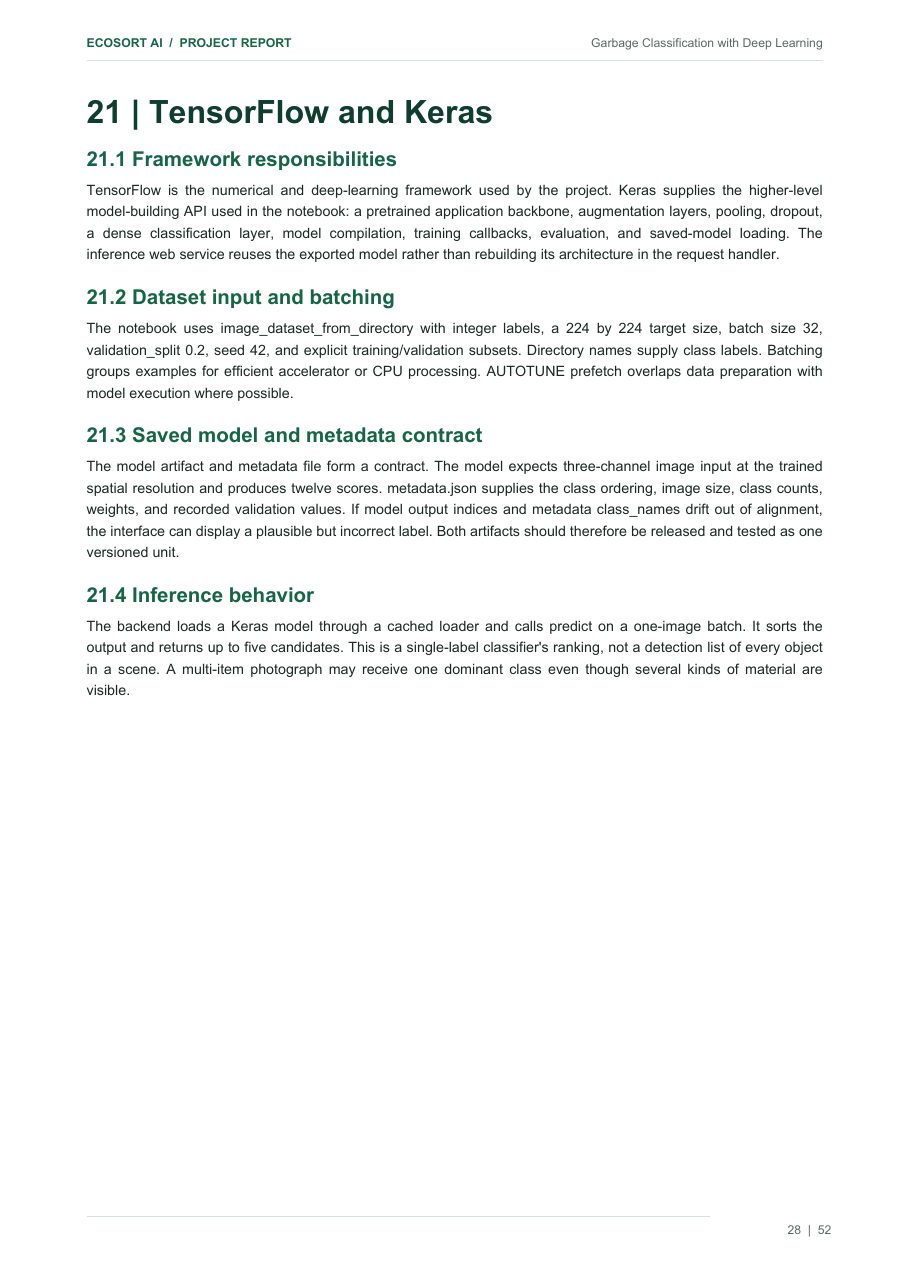 ECOSORT AI / PROJECT REPORT
Garbage Classification with Deep Learning
21 | TensorFlow and Keras
21.1 Framework responsibilities
TensorFlow is the numerical and deep-learning framework used by the project. Keras supplies the higher-level
model-building API used in the notebook: a pretrained application backbone, augmentation layers, pooling, dropout,
a dense classification layer, model compilation, training callbacks, evaluation, and saved-model loading. The
inference web service reuses the exported model rather than rebuilding its architecture in the request handler.
21.2 Dataset input and batching
The notebook uses image_dataset_from_directory with integer labels, a 224 by 224 target size, batch size 32,
validation_split 0.2, seed 42, and explicit training/validation subsets. Directory names supply class labels. Batching
groups examples for efficient accelerator or CPU processing. AUTOTUNE prefetch overlaps data preparation with
model execution where possible.
21.3 Saved model and metadata contract
The model artifact and metadata file form a contract. The model expects three-channel image input at the trained
spatial resolution and produces twelve scores. metadata.json supplies the class ordering, image size, class counts,
weights, and recorded validation values. If model output indices and metadata class_names drift out of alignment,
the interface can display a plausible but incorrect label. Both artifacts should therefore be released and tested as one
versioned unit.
21.4 Inference behavior
The backend loads a Keras model through a cached loader and calls predict on a one-image batch. It sorts the
output and returns up to five candidates. This is a single-label classifier's ranking, not a detection list of every object
in a scene. A multi-item photograph may receive one dominant class even though several kinds of material are
visible.
28 | 52